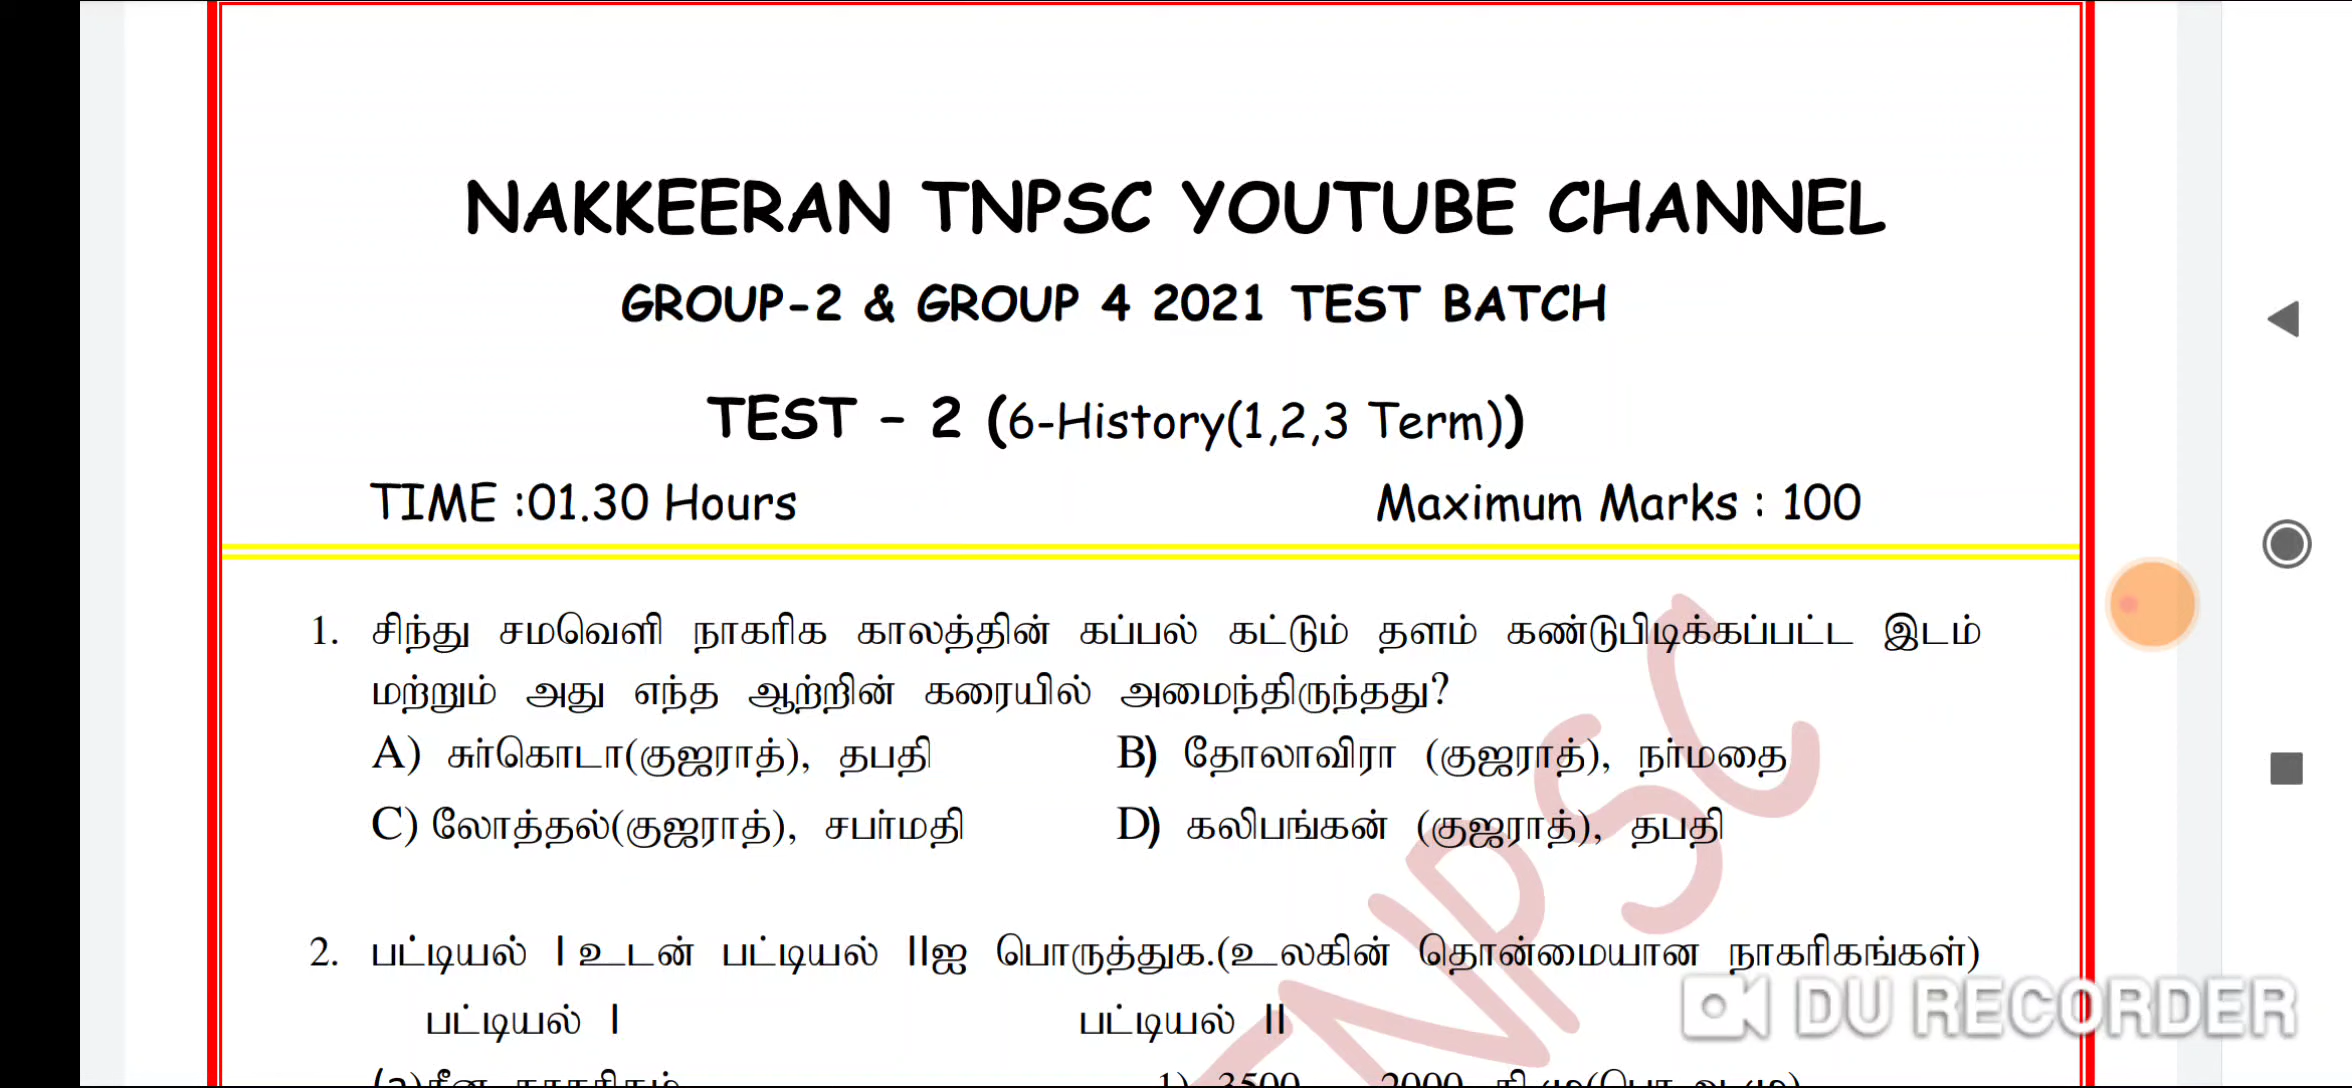 NAKKEERAN TNPSC YOUTUBE CHANNEL
GROUP-2 & GROUP 4 2021 TEST BATCH
TEST - 2 (6-History(1,2,3 Term))
TIME :01.30 Hours Maximum Marks : 100
1. சிந்து சமவெளி நாகரிக காலத்தின் கப்பல் கட்டும் தளம் கண்டுபிடிக்கப்பட்ட இடம்
மற்றும் அது எந்த ஆற்றின் கரையில் அமைந்திருந்தது?
A) சுர்கொடா(குஜராத்), தபதி B) தோலாவிரா (குஜராத்), நர்மதை
C) லோத்தல்(குஜராத்), சபர்மதி D) கலிபங்கன் (குஜராத்), தபதி
2. பட்டியல் I உடன் பட்டியல் IIஐ பொருத்துக.(உலகின் தொன்மையான நாகரிகங்கள்)
பட்டியல் I பட்டியல் II
1) 3500 2000
TNPSC
DU RECORDER